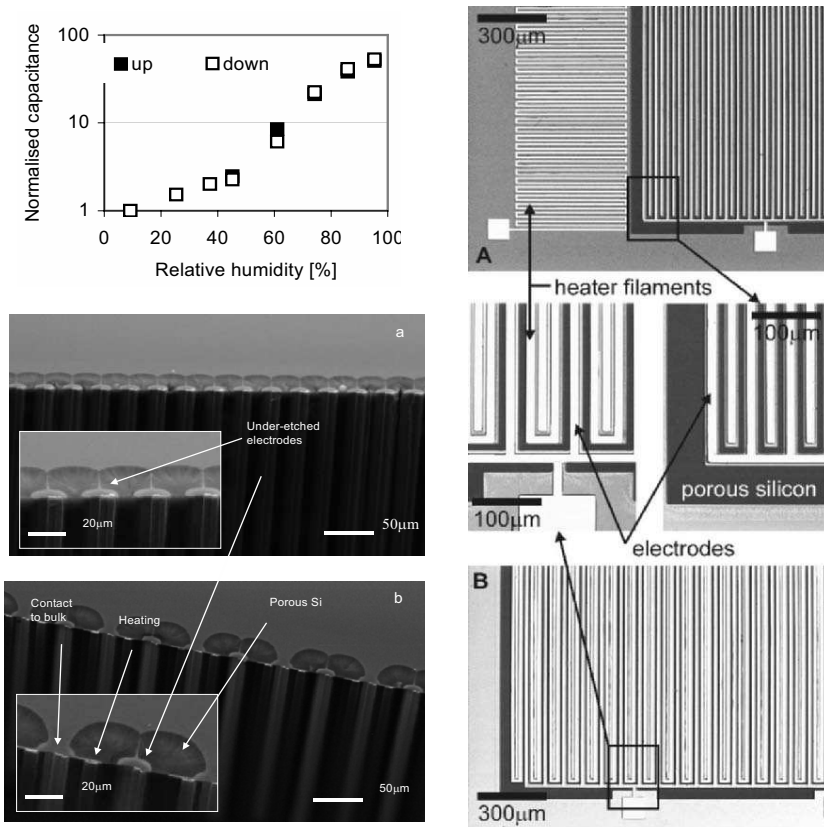 100
10
1
Normalised capacitance
up
down
0
20
40
60
80
100
Relative humidity [%]
a
Under-etched
electrodes
20μm
50μm
b
Contact
to bulk
Heating
Porous Si
20μm
50μm
300μm
A
heater filaments
100μm
porous silicon
100μm
electrodes
B
300μm